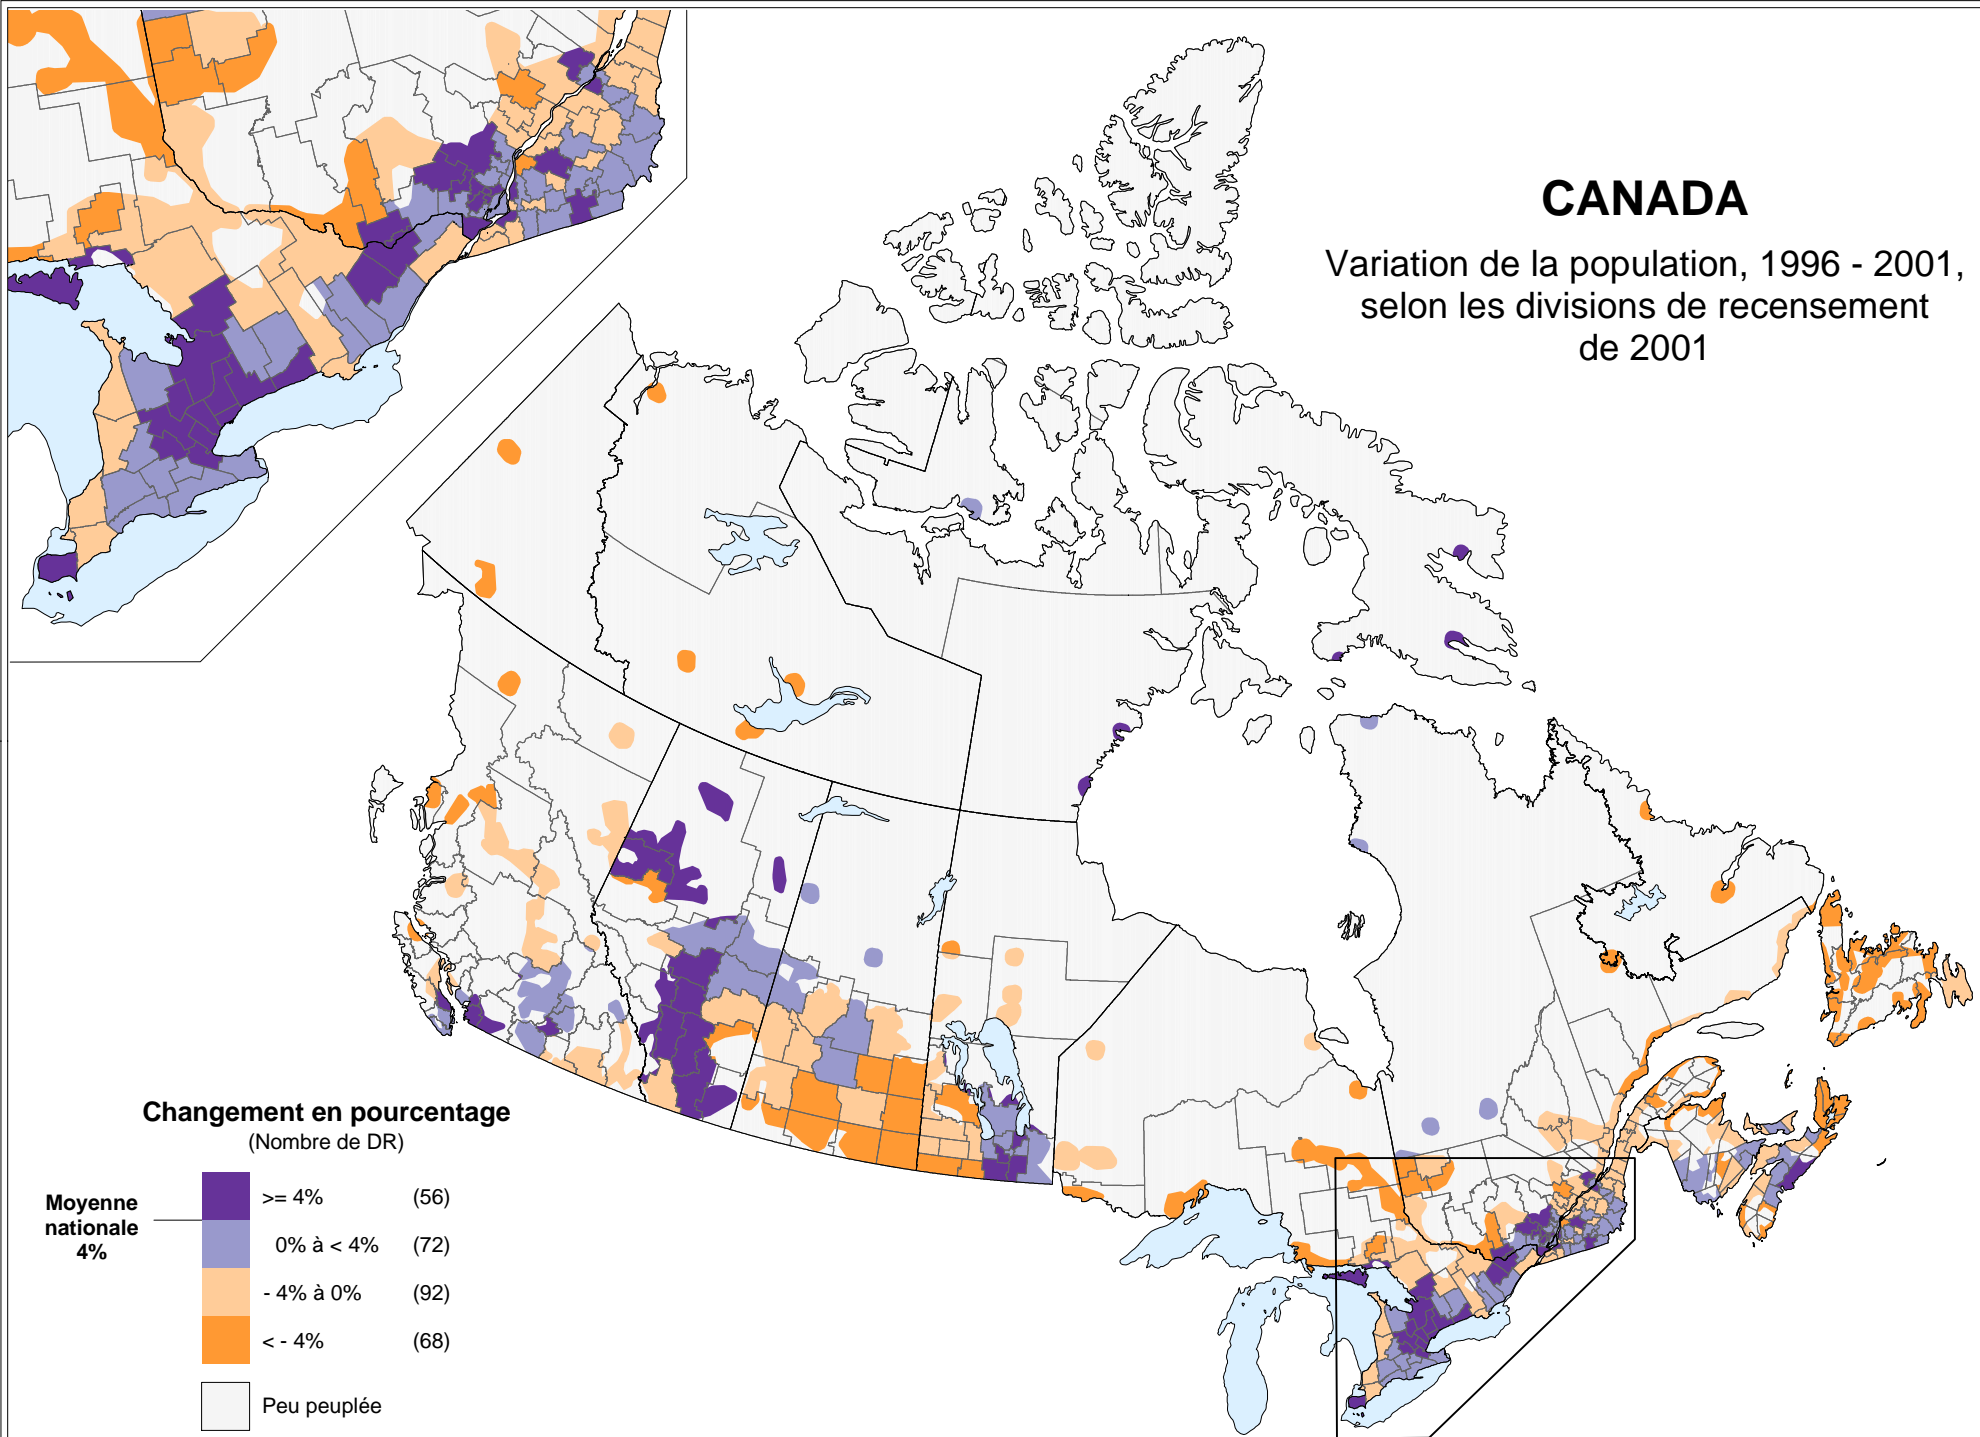 CANADA
Variation de la population, 1996 - 2001,
selon les divisions de recensement
de 2001
Changement en pourcentage
(Nombre de DR)
Moyenne
nationale
4%
>= 4% (56)
0% à < 4% (72)
- 4% à 0% (92)
< - 4% (68)
Peu peuplée